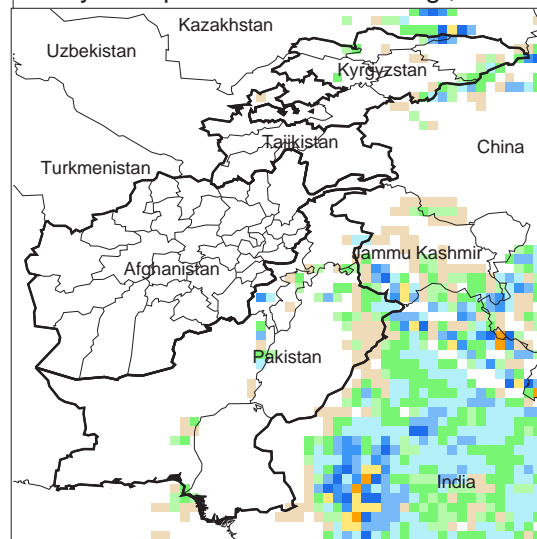 Kazakhstan
Uzbekistan
Kyrgyzstan
Tajikistan
China
Turkmenistan
Jammu Kashmir
Afghanistan
Pakistan
India